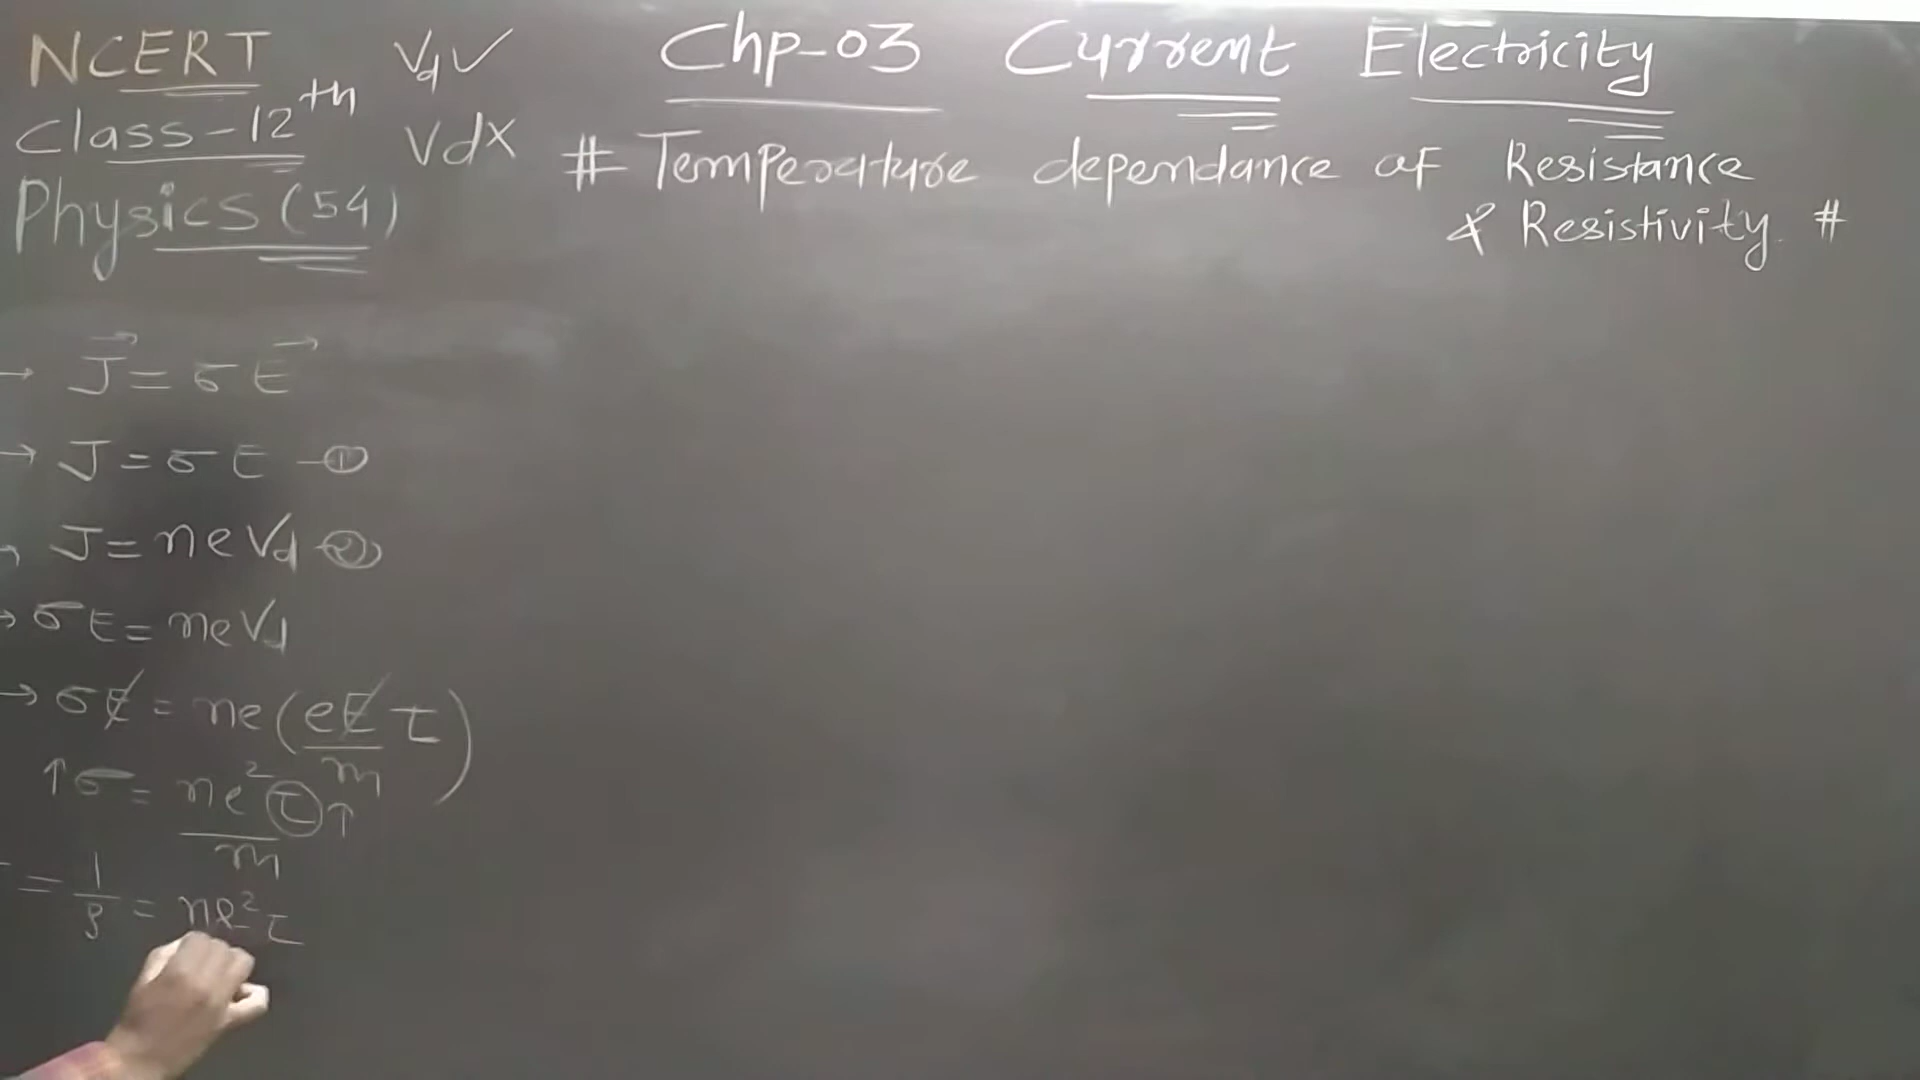 NCERT
Class-12th
Physics (54)
Vd✓
Vd×
Chp-03 Current Electricity
# Temperature dependance of Resistance
& Resistivity. #
→ J⃗ = σE⃗
→ J = σE -①
→ J = neVd -②
→ σE = neVd
→ σE = ne(eE/m τ)
↑σ = ne²τ↑/m
= 1/ρ = ne²τ